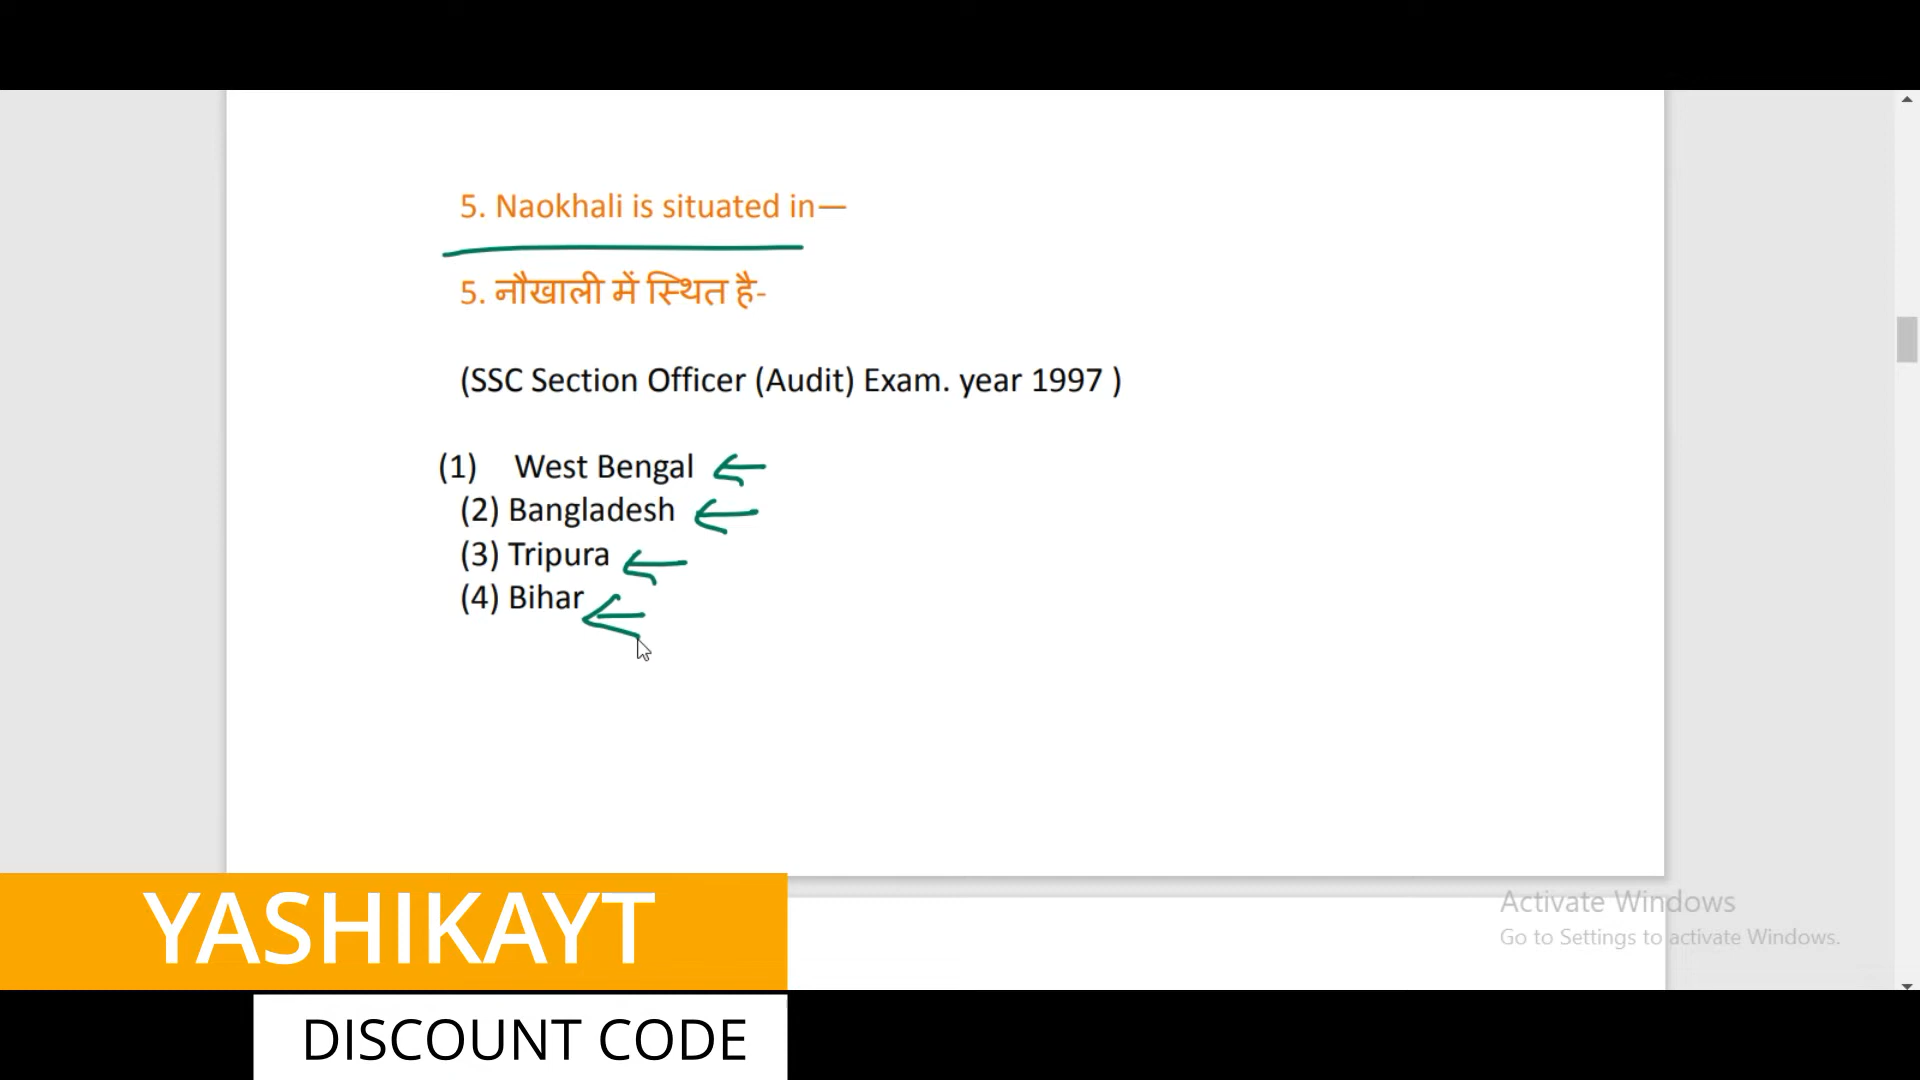 5. Naokhali is situated in—
5. नौखाली में स्थित है-
(SSC Section Officer (Audit) Exam. year 1997 )
(1) West Bengal
(2) Bangladesh
(3) Tripura
(4) Bihar
YASHIKAYT
DISCOUNT CODE
Activate Windows
Go to Settings to activate Windows.